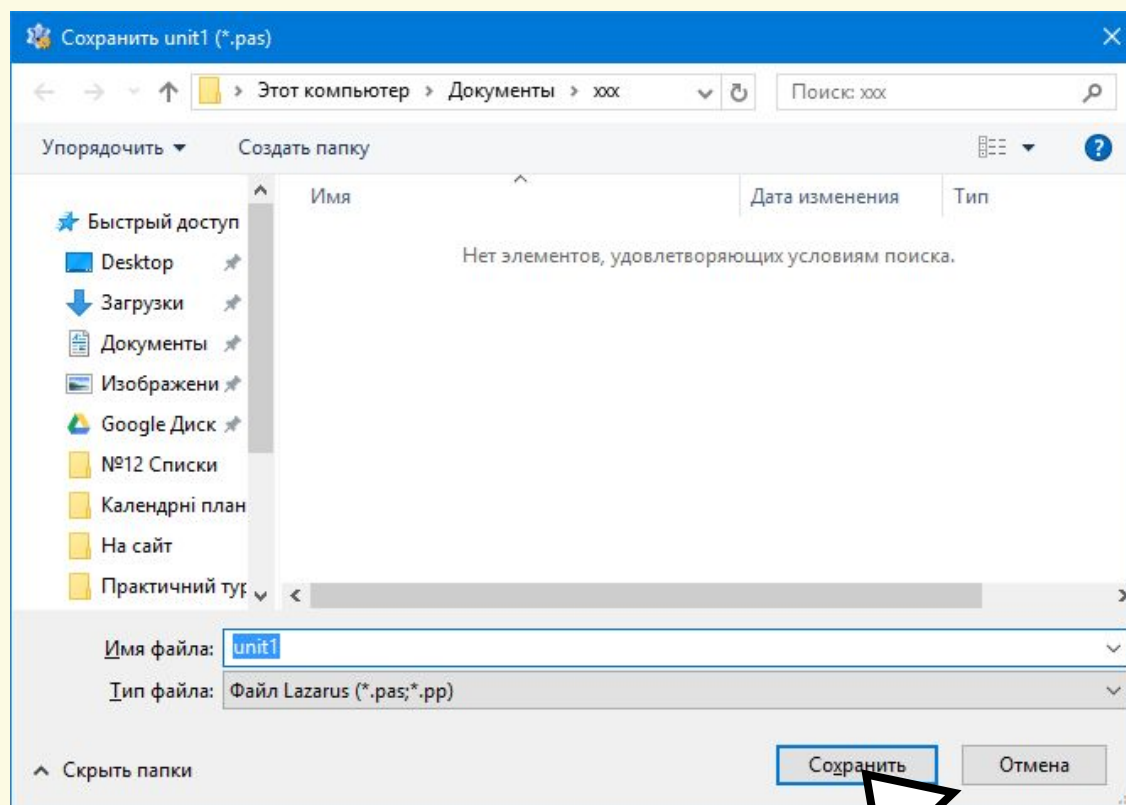 Сохранить unit1 (*.pas)
Этот компьютер > Документы > xxx
Поиск: xxx
Упорядочить
Создать папку
?
Имя
Дата изменения
Тип
Быстрый доступ
Нет элементов, удовлетворяющих условиям поиска.
Desktop
Загрузки
Документы
Изображени
Google Диск
№12 Списки
Календрні план
На сайт
Практичний тур
Имя файла: unit1
Тип файла: Файл Lazarus (*.pas;*.pp)
Скрыть папки
Сохранить
Отмена